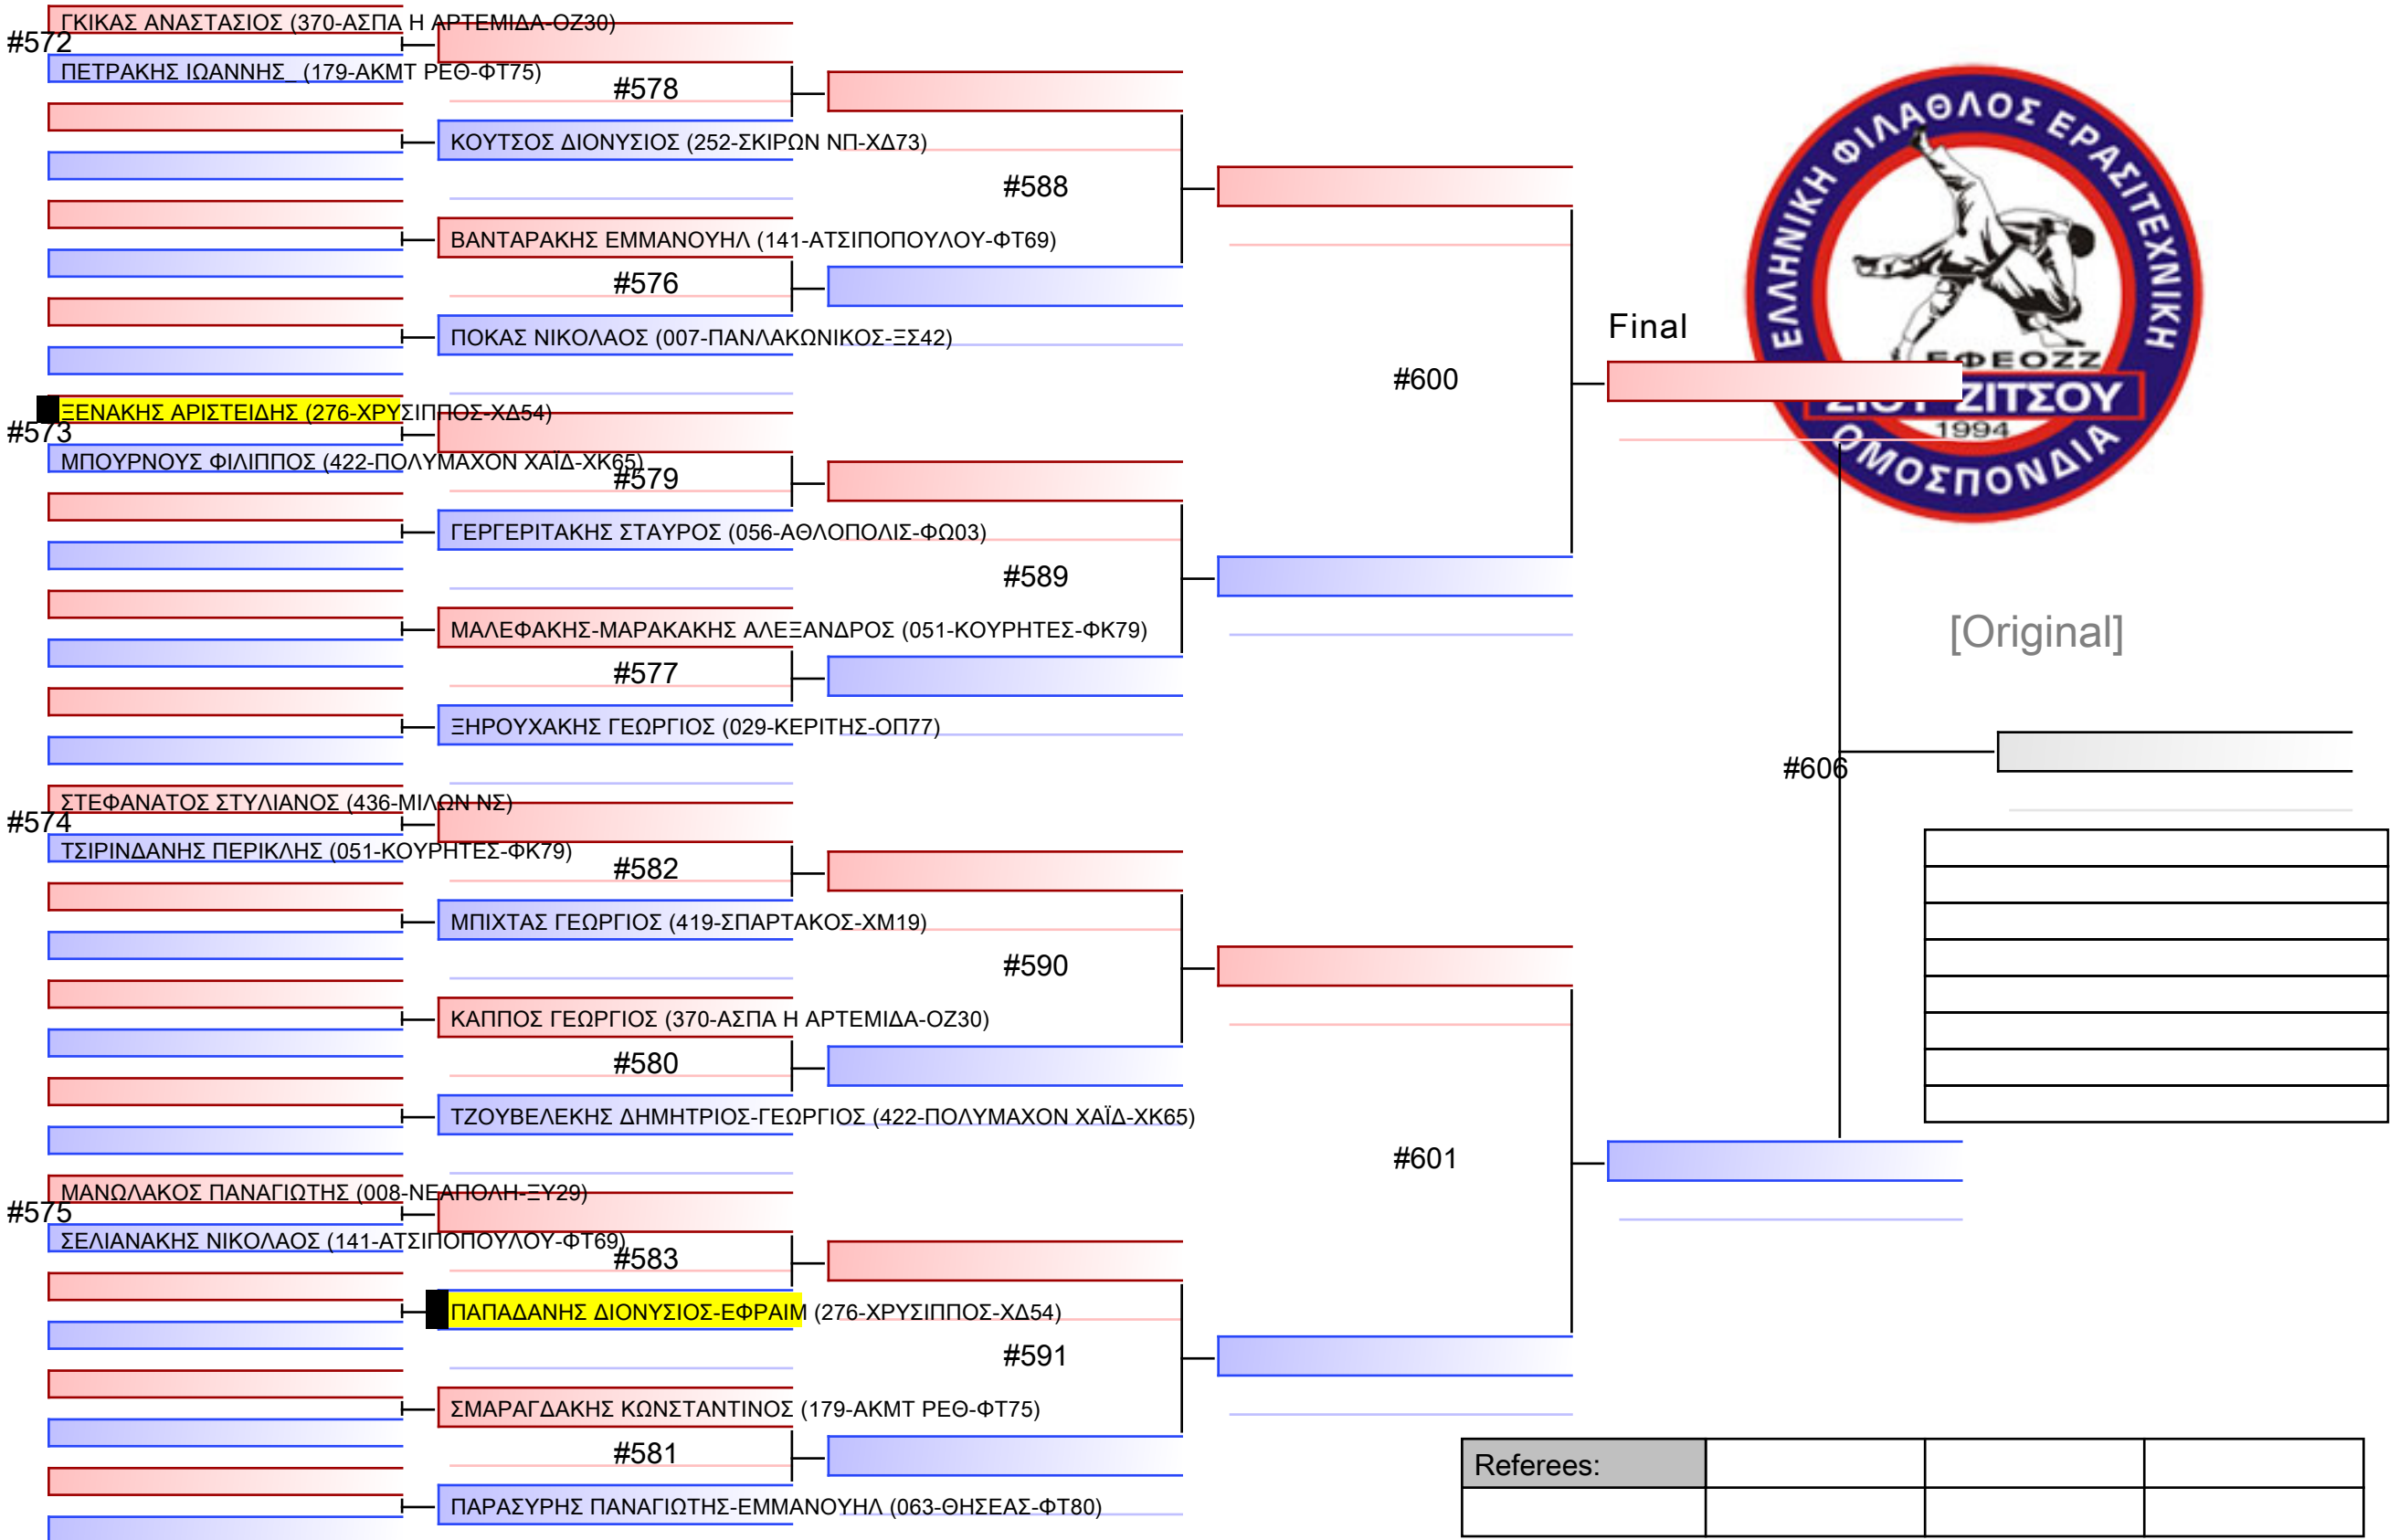 ΓΚΙΚΑΣ ΑΝΑΣΤΑΣΙΟΣ (370-ΑΣΠΑ Η ΑΡΤΕΜΙΔΑ-ΟΖ30)
#572
ΠΕΤΡΑΚΗΣ ΙΩΑΝΝΗΣ_ (179-ΑΚΜΤ ΡΕΘ-ΦΤ75)
#578
ΚΟΥΤΣΟΣ ΔΙΟΝΥΣΙΟΣ (252-ΣΚΙΡΩΝ ΝΠ-ΧΔ73)
#588
ΒΑΝΤΑΡΑΚΗΣ ΕΜΜΑΝΟΥΗΛ (141-ΑΤΣΙΠΟΠΟΥΛΟΥ-ΦΤ69)
#576
ΠΟΚΑΣ ΝΙΚΟΛΑΟΣ (007-ΠΑΝΛΑΚΩΝΙΚΟΣ-ΞΣ42)
#600
ΞΕΝΑΚΗΣ ΑΡΙΣΤΕΙΔΗΣ (276-ΧΡΥΣΙΠΠΟΣ-ΧΔ54)
#573
ΜΠΟΥΡΝΟΥΣ ΦΙΛΙΠΠΟΣ (422-ΠΟΛΥΜΑΧΟΝ ΧΑΪΔ-ΧΚ65)
#579
ΓΕΡΓΕΡΙΤΑΚΗΣ ΣΤΑΥΡΟΣ (056-ΑΘΛΟΠΟΛΙΣ-ΦΩ03)
#589
ΜΑΛΕΦΑΚΗΣ-ΜΑΡΑΚΑΚΗΣ ΑΛΕΞΑΝΔΡΟΣ (051-ΚΟΥΡΗΤΕΣ-ΦΚ79)
#577
ΞΗΡΟΥΧΑΚΗΣ ΓΕΩΡΓΙΟΣ (029-ΚΕΡΙΤΗΣ-ΟΠ77)
ΣΤΕΦΑΝΑΤΟΣ ΣΤΥΛΙΑΝΟΣ (436-ΜΙΛΩΝ ΝΣ)
#574
ΤΣΙΡΙΝΔΑΝΗΣ ΠΕΡΙΚΛΗΣ (051-ΚΟΥΡΗΤΕΣ-ΦΚ79)
#582
ΜΠΙΧΤΑΣ ΓΕΩΡΓΙΟΣ (419-ΣΠΑΡΤΑΚΟΣ-ΧΜ19)
#590
ΚΑΠΠΟΣ ΓΕΩΡΓΙΟΣ (370-ΑΣΠΑ Η ΑΡΤΕΜΙΔΑ-ΟΖ30)
#580
ΤΖΟΥΒΕΛΕΚΗΣ ΔΗΜΗΤΡΙΟΣ-ΓΕΩΡΓΙΟΣ (422-ΠΟΛΥΜΑΧΟΝ ΧΑΪΔ-ΧΚ65)
#601
ΜΑΝΩΛΑΚΟΣ ΠΑΝΑΓΙΩΤΗΣ (008-ΝΕΑΠΟΛΗ-ΞΥ29)
#575
ΣΕΛΙΑΝΑΚΗΣ ΝΙΚΟΛΑΟΣ (141-ΑΤΣΙΠΟΠΟΥΛΟΥ-ΦΤ69)
#583
ΠΑΠΑΔΑΝΗΣ ΔΙΟΝΥΣΙΟΣ-ΕΦΡΑΙΜ (276-ΧΡΥΣΙΠΠΟΣ-ΧΔ54)
#591
ΣΜΑΡΑΓΔΑΚΗΣ ΚΩΝΣΤΑΝΤΙΝΟΣ (179-ΑΚΜΤ ΡΕΘ-ΦΤ75)
#581
ΠΑΡΑΣΥΡΗΣ ΠΑΝΑΓΙΩΤΗΣ-ΕΜΜΑΝΟΥΗΛ (063-ΘΗΣΕΑΣ-ΦΤ80)
Final
ΕΛΛΗΝΙΚΗ ΦΙΛΑΘΛΟΣ ΕΡΑΣΙΤΕΧΝΙΚΗ
ΕΦΕΟΖΖ
ΖΙΟΥ ΖΙΤΣΟΥ
1994
ΟΜΟΣΠΟΝΔΙΑ
[Original]
#606
Referees: